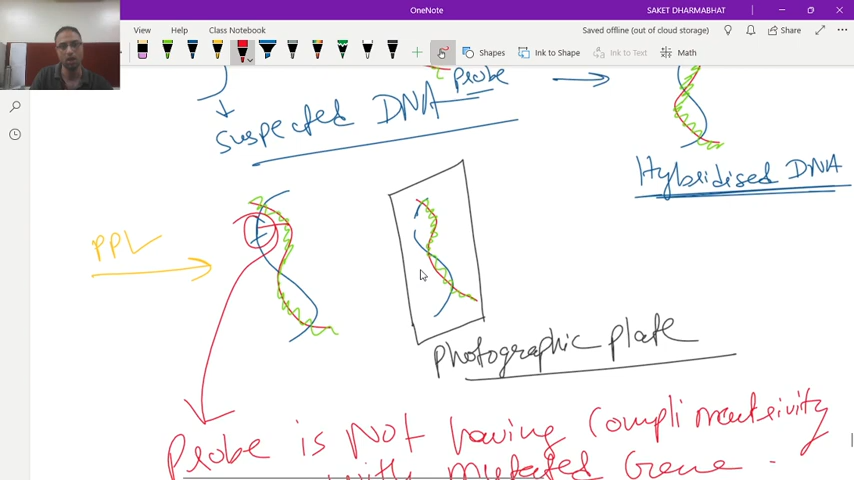 OneNote
SAKET DHARMABHAT
View Help Class Notebook
Saved offline (out of cloud storage)
Share
Shapes
Ink to Shape
Ink to Text
Math
Probe
suspected DNA
Hybridised DNA
PPL
Photographic plate
Probe is Not having Complimentativity
with mutated Gene.